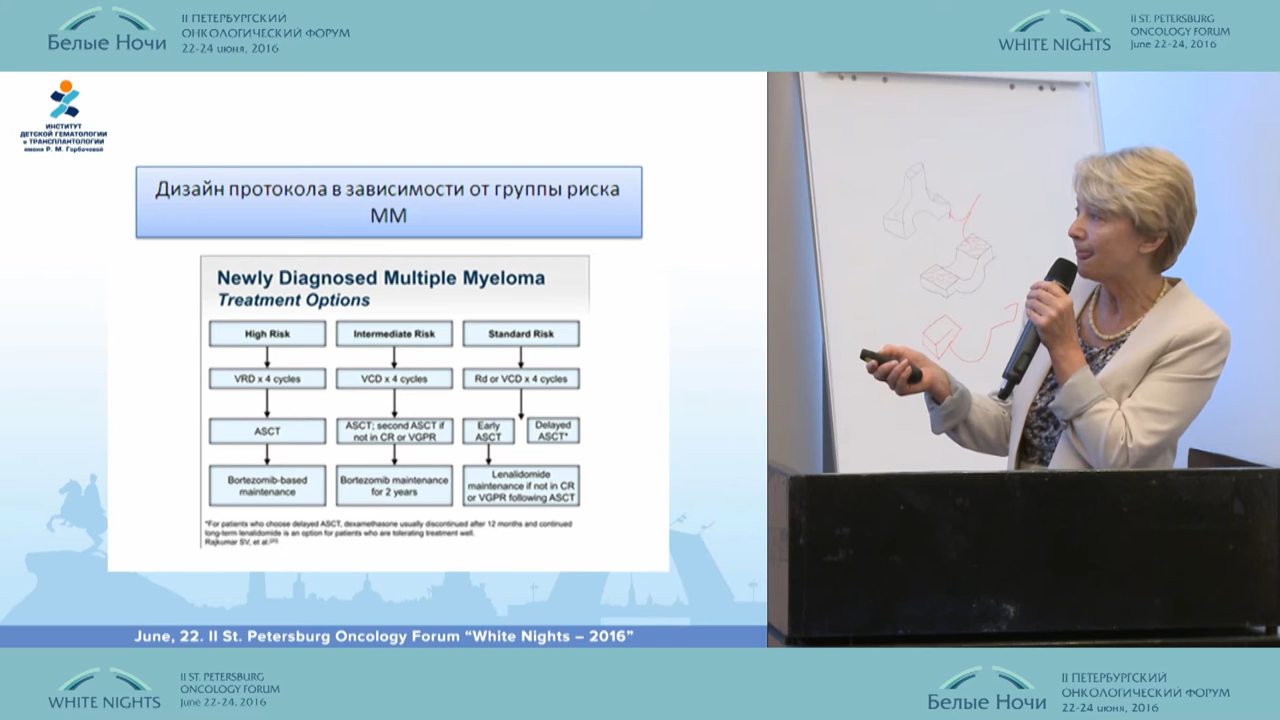 Белые Ночи
II ПЕТЕРБУРГСКИЙ
ОНКОЛОГИЧЕСКИЙ ФОРУМ
22-24 июня, 2016
WHITE NIGHTS
II ST. PETERSBURG
ONCOLOGY FORUM
June 22-24, 2016
ИНСТИТУТ
ДЕТСКОЙ ГЕМАТОЛОГИИ
и ТРАНСПЛАНТОЛОГИИ
имени Р. М. Горбачевой
Дизайн протокола в зависимости от группы риска
ММ
Newly Diagnosed Multiple Myeloma
Treatment Options
High Risk
Intermediate Risk
Standard Risk
VRD x 4 cycles
VCD x 4 cycles
Rd or VCD x 4 cycles
ASCT
ASCT; second ASCT if
not in CR or VGPR
Early
ASCT
Delayed
ASCT*
Bortezomib-based
maintenance
Bortezomib maintenance
for 2 years
Lenalidomide
maintenance if not in CR
or VGPR following ASCT
*For patients who choose delayed ASCT, dexamethasone usually discontinued after 12 months and continued
long-term lenalidomide is an option for patients who are tolerating treatment well.
Rajkumar SV, et al.
June, 22. II St. Petersburg Oncology Forum “White Nights – 2016”
WHITE NIGHTS
II ST. PETERSBURG
ONCOLOGY FORUM
June 22-24, 2016
Белые Ночи
II ПЕТЕРБУРГСКИЙ
ОНКОЛОГИЧЕСКИЙ ФОРУМ
22-24 июня, 2016